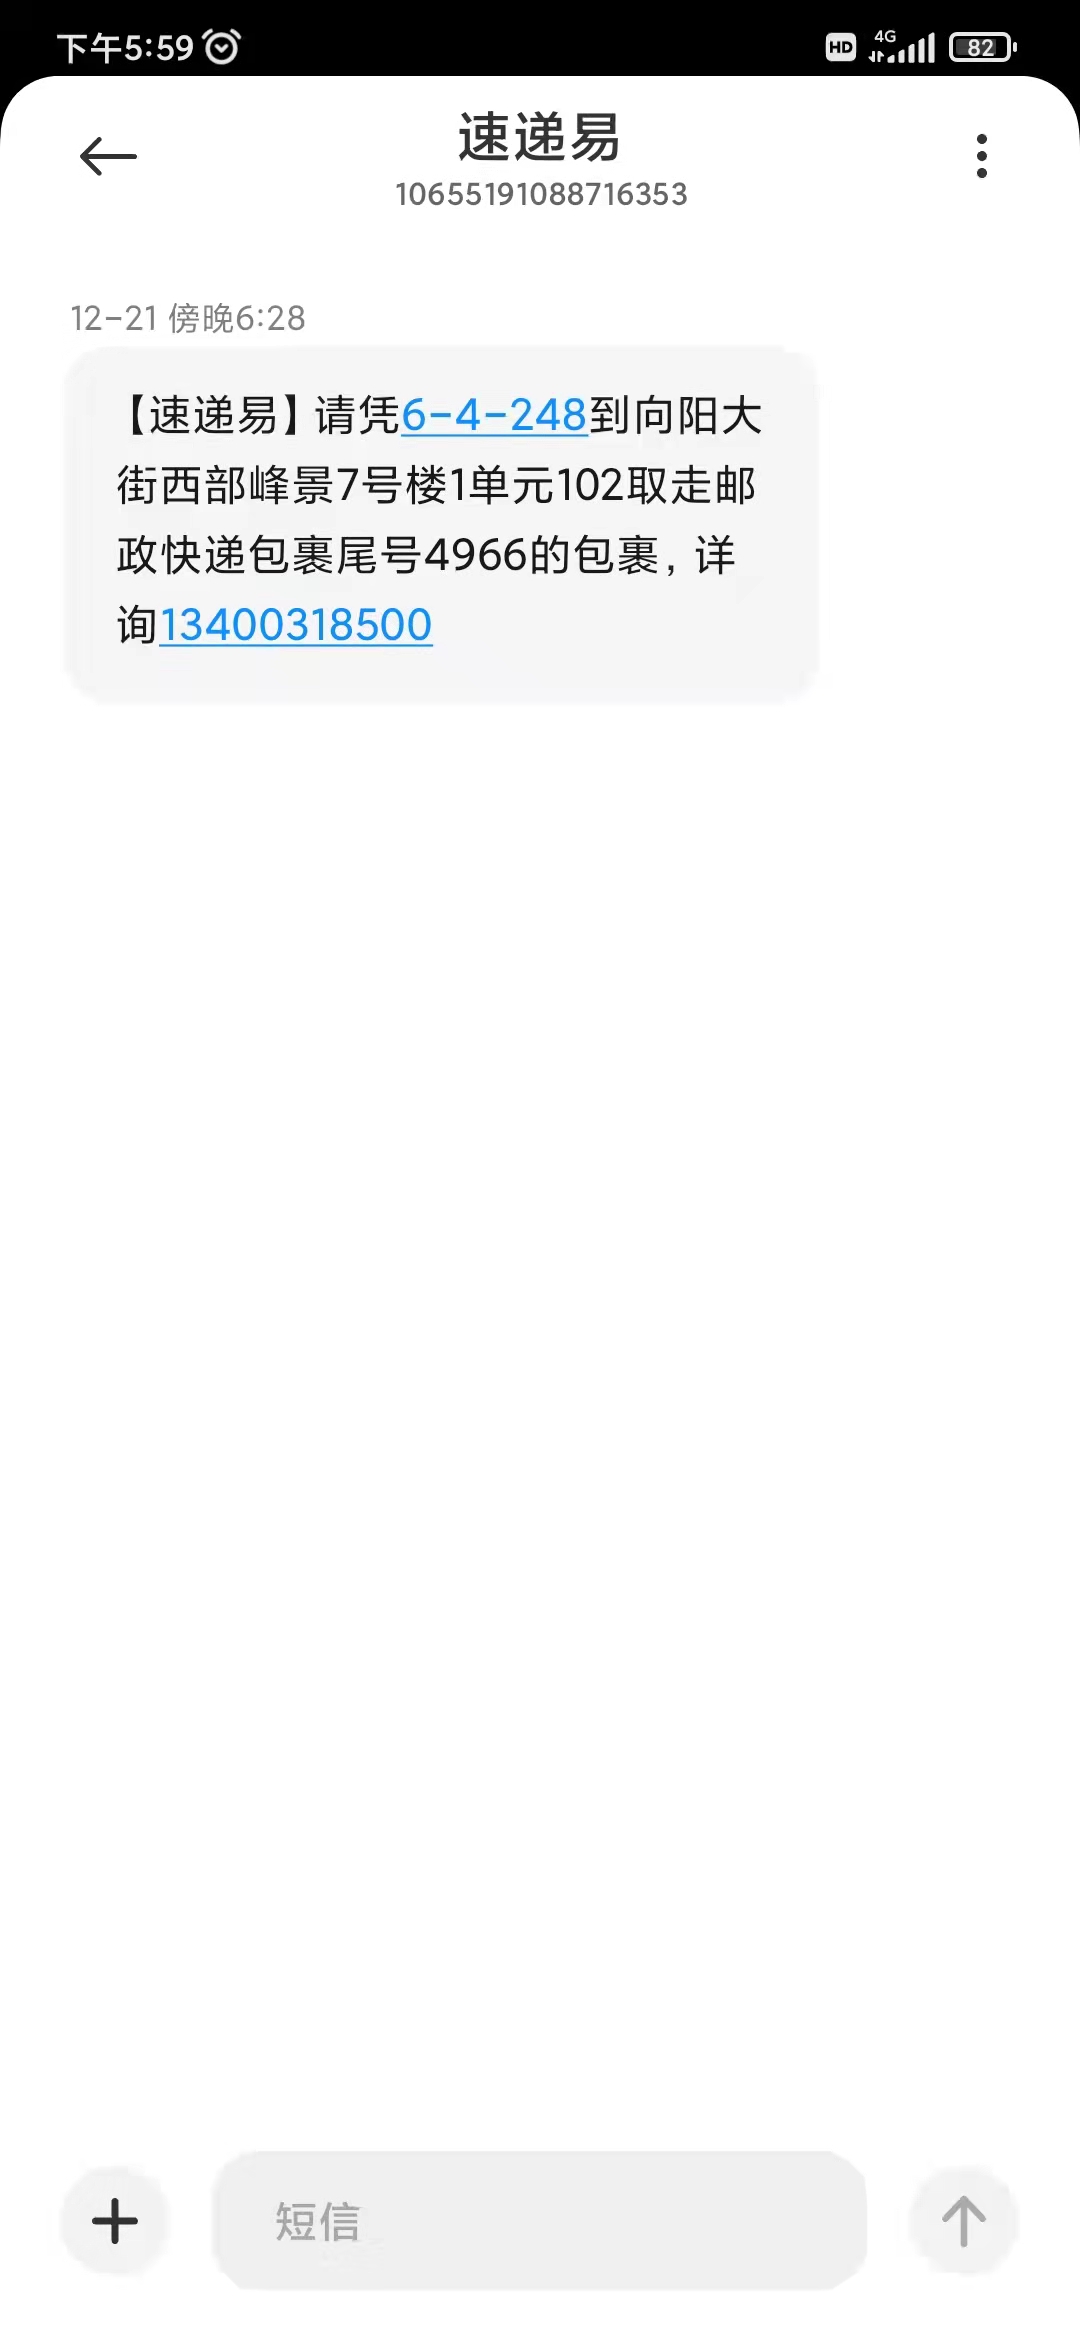 下午5:59
HD 4G 82
速递易
10655191088716353
12-21 傍晚6:28
【速递易】请凭6-4-248到向阳大
街西部峰景7号楼1单元102取走邮
政快递包裹尾号4966的包裹，详
询13400318500
短信